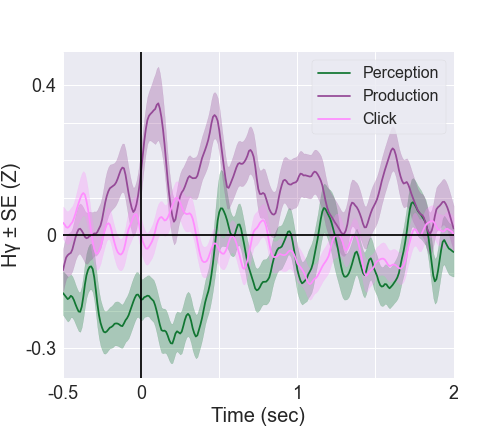 Hγ ± SE (Z)
0.4
0
-0.3
Perception
Production
Click
-0.5
0
1
2
Time (sec)